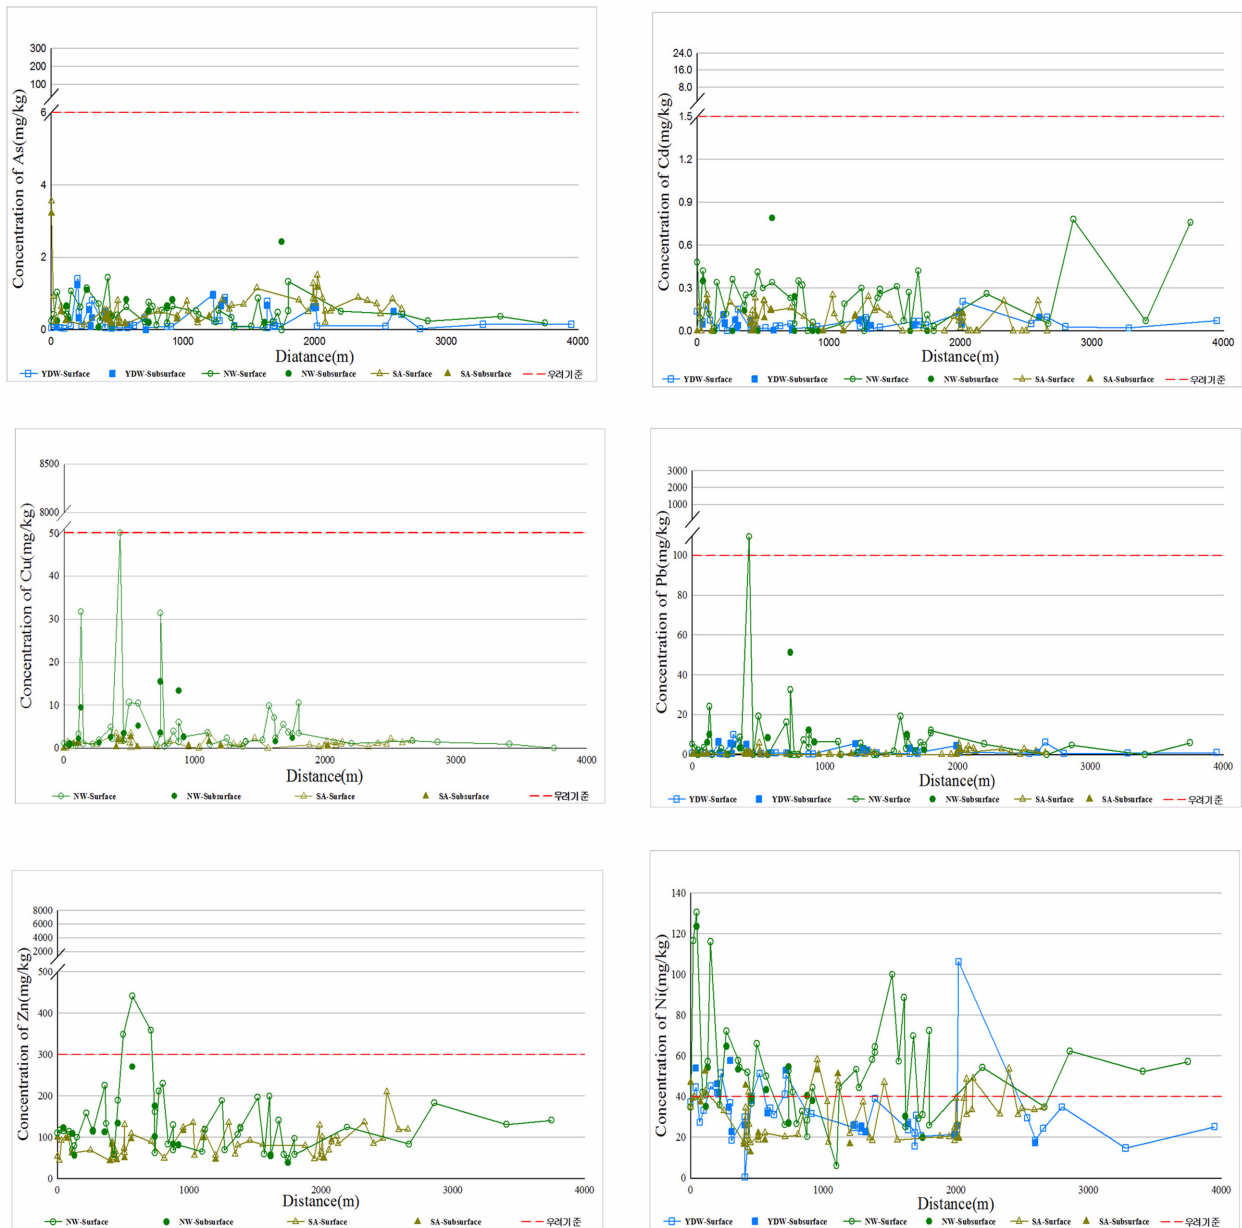 300
200
100
6
4
2
0
Concentration of As(mg/kg)
0 500 1000 1500 2000 2500 3000 3500 4000
Diatance(m)
YDW-Surface YDW-Subsurface NW-Surface NW-Subsurface SA-Surface SA-Subsurface 우려기준
24.0
16.0
8.0
1.5
1.2
0.9
0.6
0.3
0.0
Concentration of Cd(mg/kg)
0 1000 2000 3000 4000
Distance(m)
YDW-Surface YDW-Subsurface NW-Surface NW-Subsurface SA-Surface SA-Subsurface 우려기준
8500
8000
50
40
30
20
10
0
Concentration of Cu(mg/kg)
0 1000 2000 3000 4000
Distance(m)
NW-Surface NW-Subsurface SA-Surface SA-Subsurface 우려기준
3000
2000
1000
100
80
60
40
20
0
Concentration of Pb(mg/kg)
0 1000 2000 3000 4000
Distance(m)
YDW-Surface YDW-Subsurface NW-Surface NW-Subsurface SA-Surface SA-Subsurface 우려기준
8000
6000
4000
2000
500
400
300
200
100
0
Concentration of Zn(mg/kg)
0 1000 2000 3000 4000
Distance(m)
NW-Surface NW-Subsurface SA-Surface SA-Subsurface 우려기준
140
120
100
80
60
40
20
0
Concentration of Ni(mg/kg)
0 1000 2000 3000 4000
Distance(m)
YDW-Surface YDW-Subsurface NW-Surface NW-Subsurface SA-Surface SA-Subsurface 우려기준